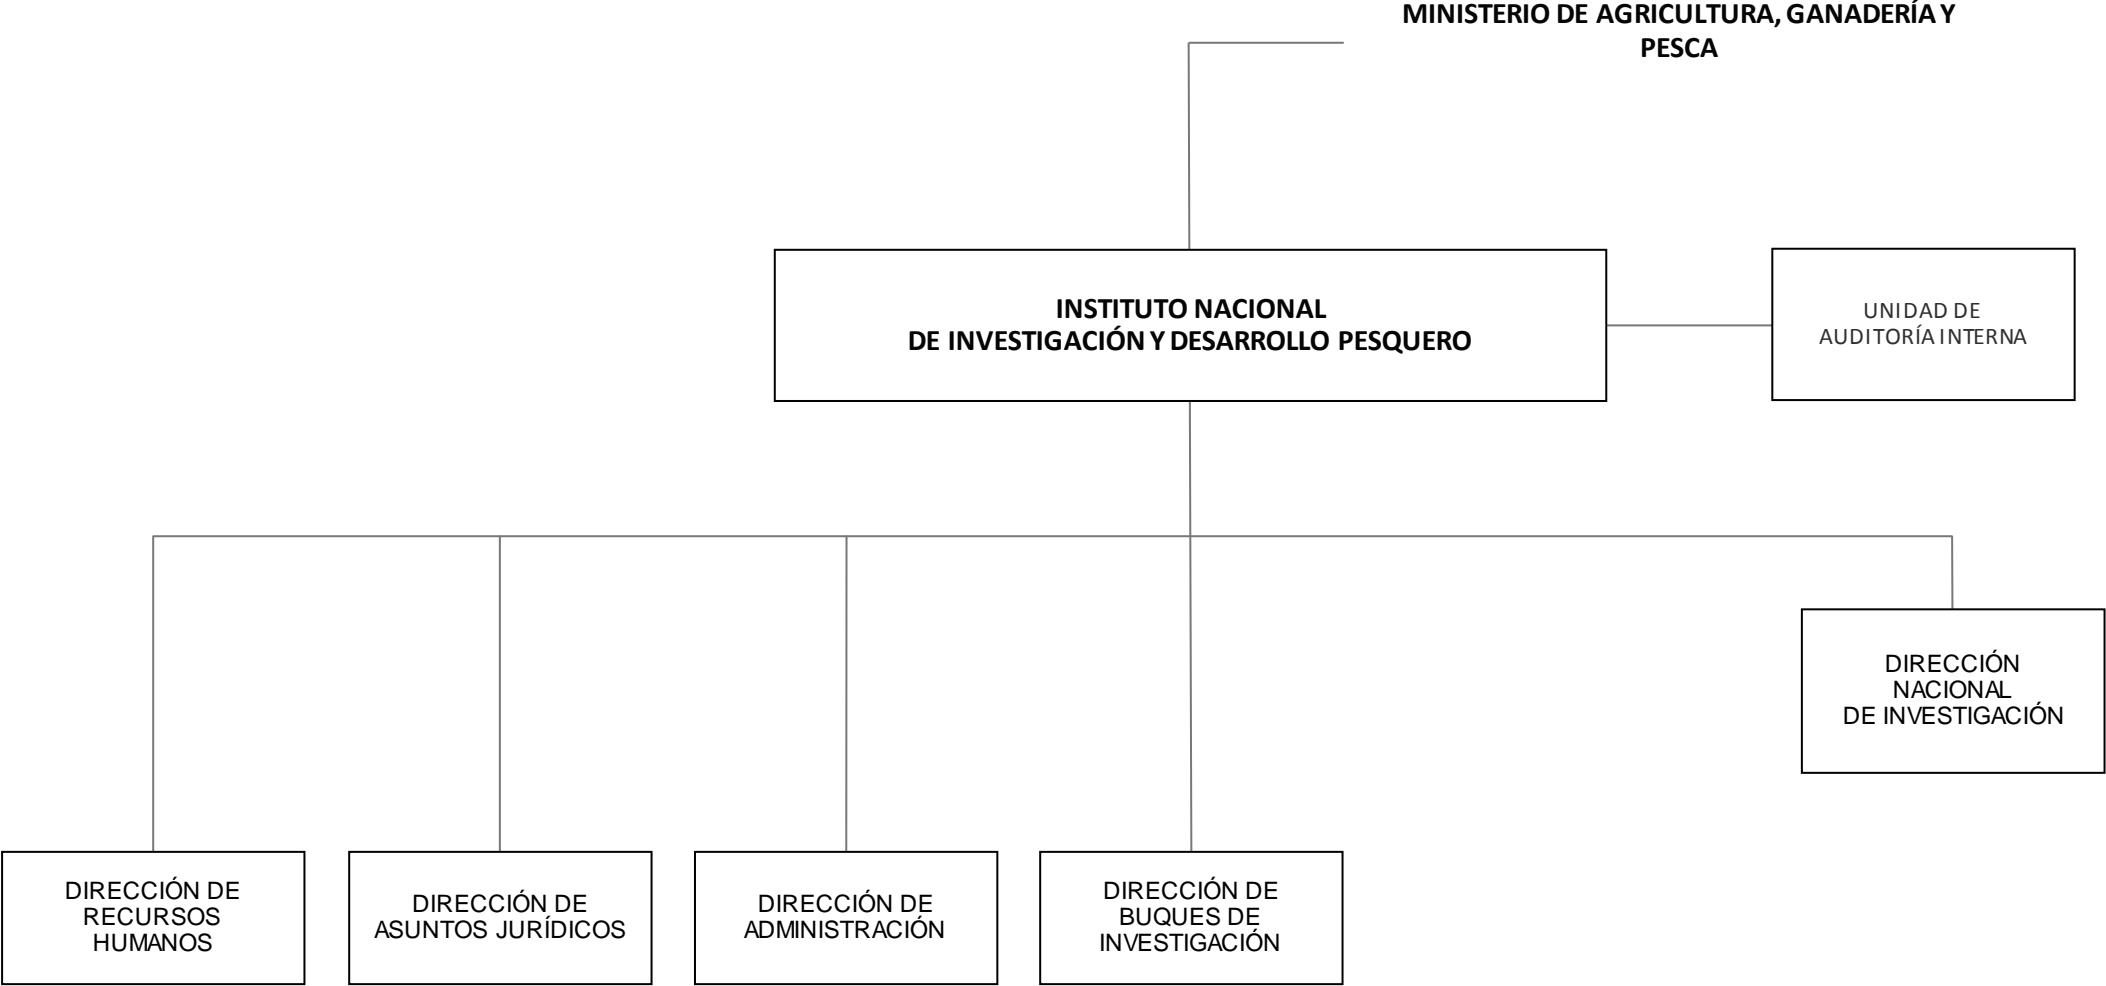 MINISTERIO DE AGRICULTURA, GANADERÍA Y
PESCA
INSTITUTO NACIONAL
DE INVESTIGACIÓN Y DESARROLLO PESQUERO
UNIDAD DE
AUDITORÍA INTERNA
DIRECCIÓN
NACIONAL
DE INVESTIGACIÓN
DIRECCIÓN DE
RECURSOS
HUMANOS
DIRECCIÓN DE
ASUNTOS JURÍDICOS
DIRECCIÓN DE
ADMINISTRACIÓN
DIRECCIÓN DE
BUQUES DE
INVESTIGACIÓN